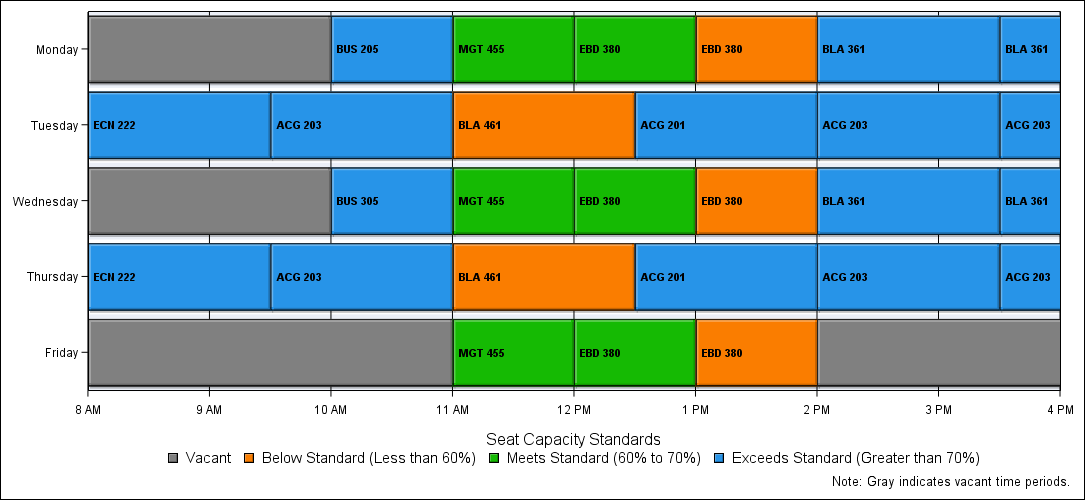 Monday BUS 205 MGT 455 EBD 380 EBD 380 BLA 361 BLA 361
Tuesday ECN 222 ACG 203 BLA 461 ACG 201 ACG 203 ACG 203
Wednesday BUS 305 MGT 455 EBD 380 EBD 380 BLA 361 BLA 361
Thursday ECN 222 ACG 203 BLA 461 ACG 201 ACG 203 ACG 203
Friday MGT 455 EBD 380 EBD 380
8 AM 9 AM 10 AM 11 AM 12 PM 1 PM 2 PM 3 PM 4 PM
Seat Capacity Standards
Vacant Below Standard (Less than 60%) Meets Standard (60% to 70%) Exceeds Standard (Greater than 70%)
Note: Gray indicates vacant time periods.